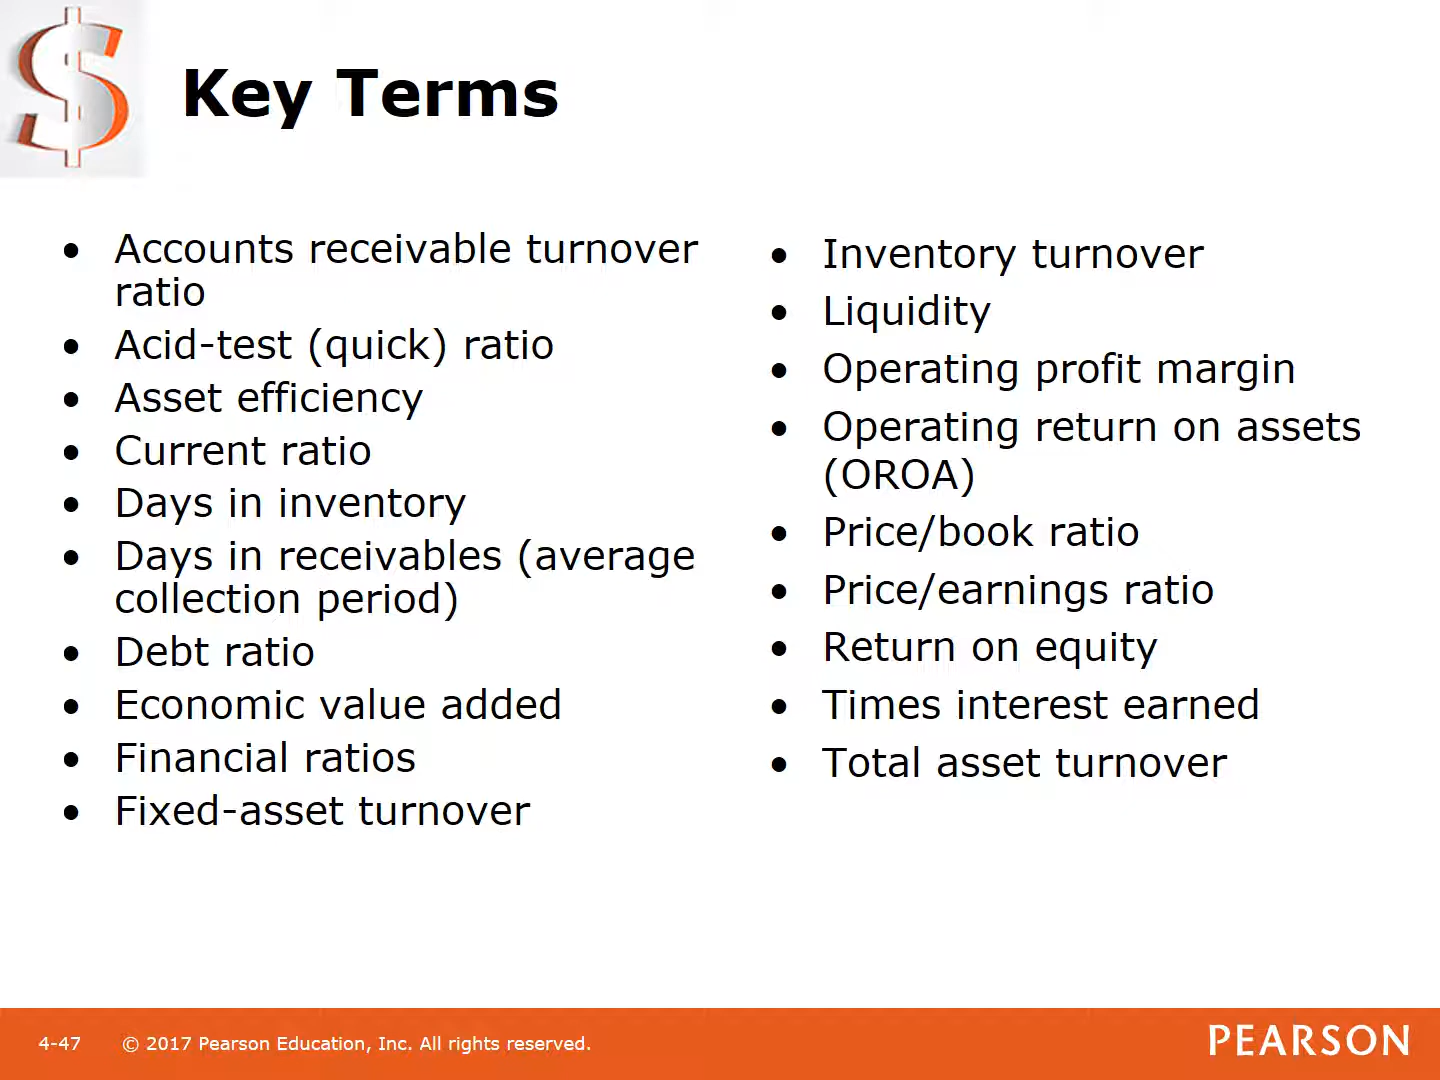 Key Terms
• Accounts receivable turnover
ratio
• Acid-test (quick) ratio
• Asset efficiency
• Current ratio
• Days in inventory
• Days in receivables (average
collection period)
• Debt ratio
• Economic value added
• Financial ratios
• Fixed-asset turnover
• Inventory turnover
• Liquidity
• Operating profit margin
• Operating return on assets
(OROA)
• Price/book ratio
• Price/earnings ratio
• Return on equity
• Times interest earned
• Total asset turnover
4-47 © 2017 Pearson Education, Inc. All rights reserved.
PEARSON